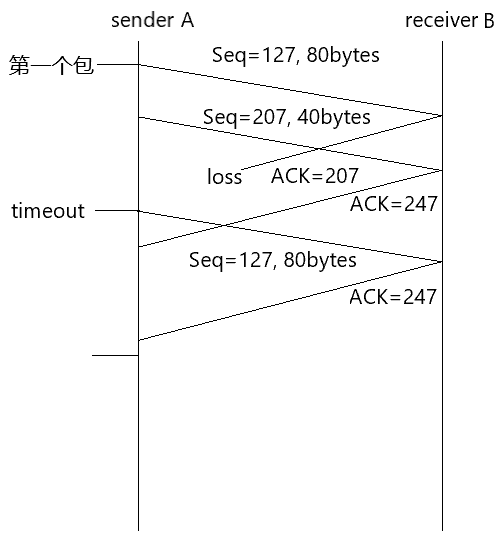 sender A
receiver B
第一个包
Seq=127, 80bytes
Seq=207, 40bytes
loss
ACK=207
ACK=247
timeout
Seq=127, 80bytes
ACK=247